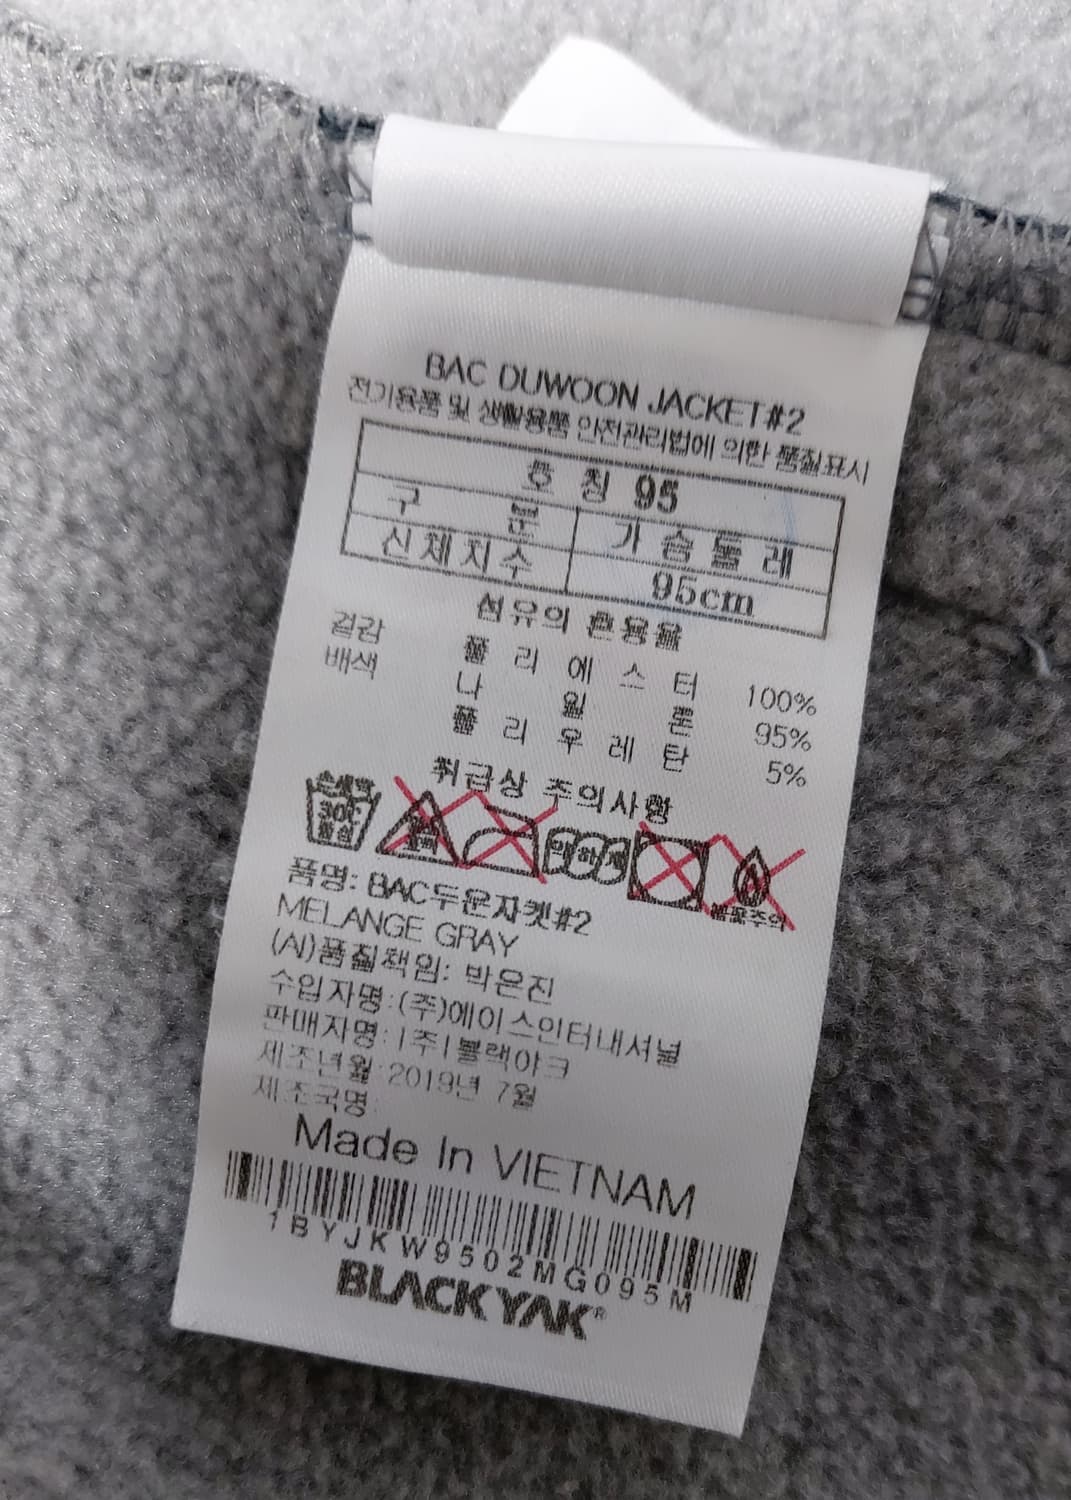 BAC DUWOON JACKET#2
전기용품 및 생활용품 안전관리법에 의한 품질표시
호 칭 95
구 분 가 슴 둘 레
신체치수 95cm
섬유의 혼용율
겉감 폴 리 에 스 터 100%
배색 나 일 론 95%
폴 리 우 레 탄 5%
취급상 주의사항
손세탁
30℃
중성
약하게
불꽃주의
품명: BAC두운자켓#2
MELANGE GRAY
(AI)품질책임: 박은진
수입자명:(주)에이스인터내셔널
판매자명:(주)블랙야크
제조년월:2019년 7월
제조국명:
Made In VIETNAM
1BYJKW9502MG095M
BLACKYAK®